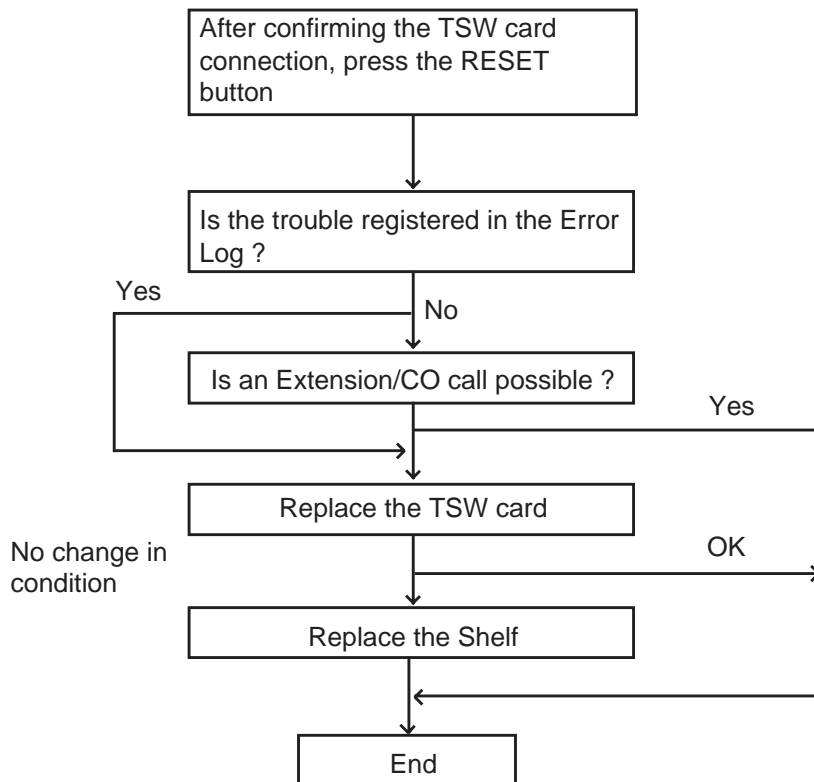 After confirming the TSW card
connection, press the RESET
button
Is the trouble registered in the Error
Log ?
Yes
No
Is an Extension/CO call possible ?
Yes
Replace the TSW card
No change in
condition
OK
Replace the Shelf
End